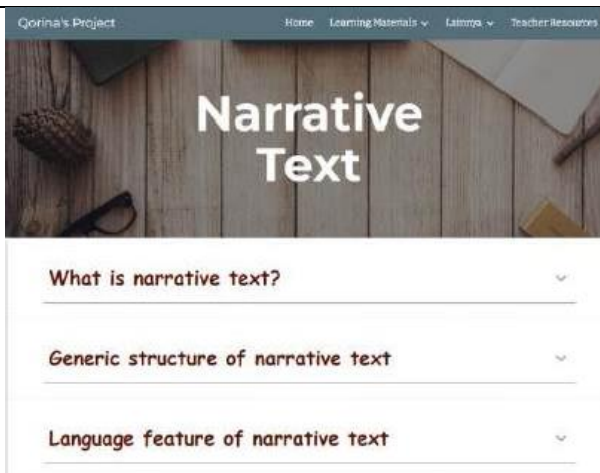 Qorina's Project Home Learning Materials Lainnya Teacher Resources
Narrative
Text
What is narrative text?
Generic structure of narrative text
Language feature of narrative text